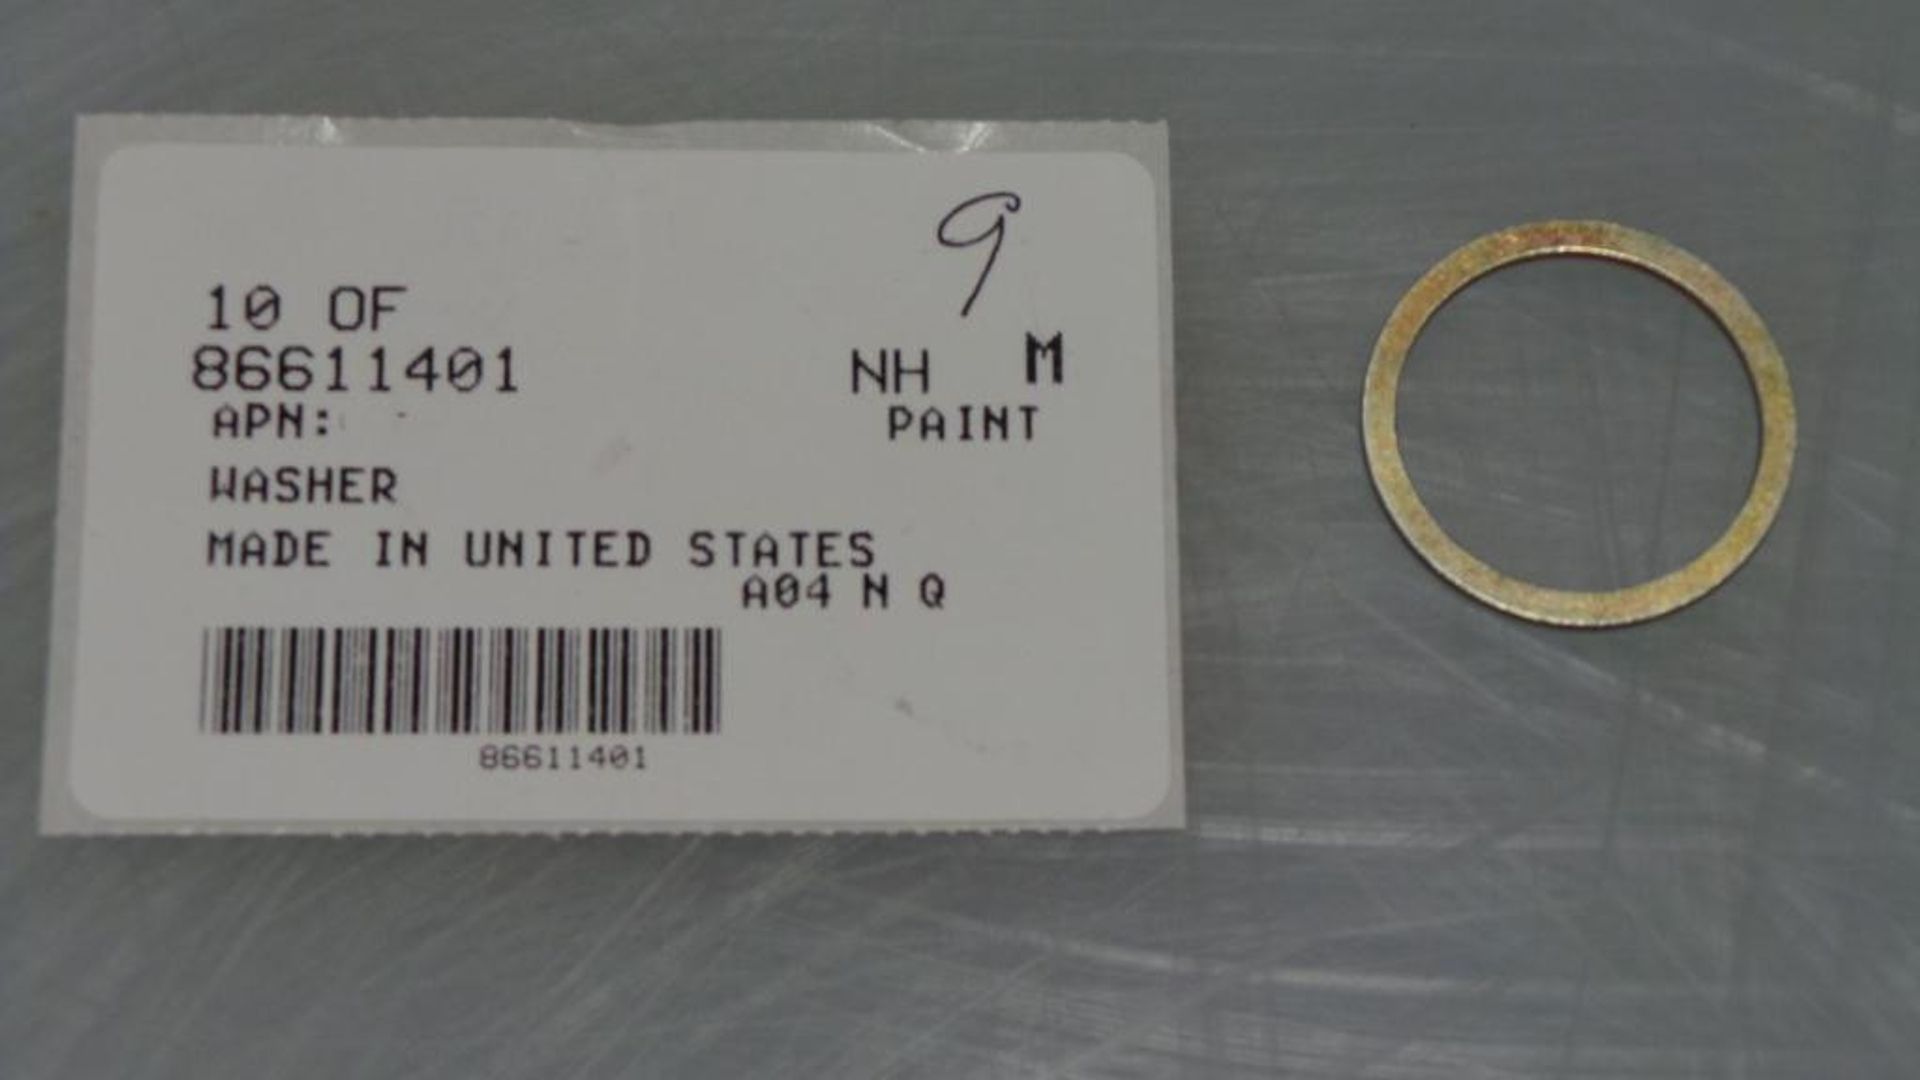 9
10 OF
86611401 NH M
APN: - PAINT
WASHER
MADE IN UNITED STATES
A04 N Q
86611401